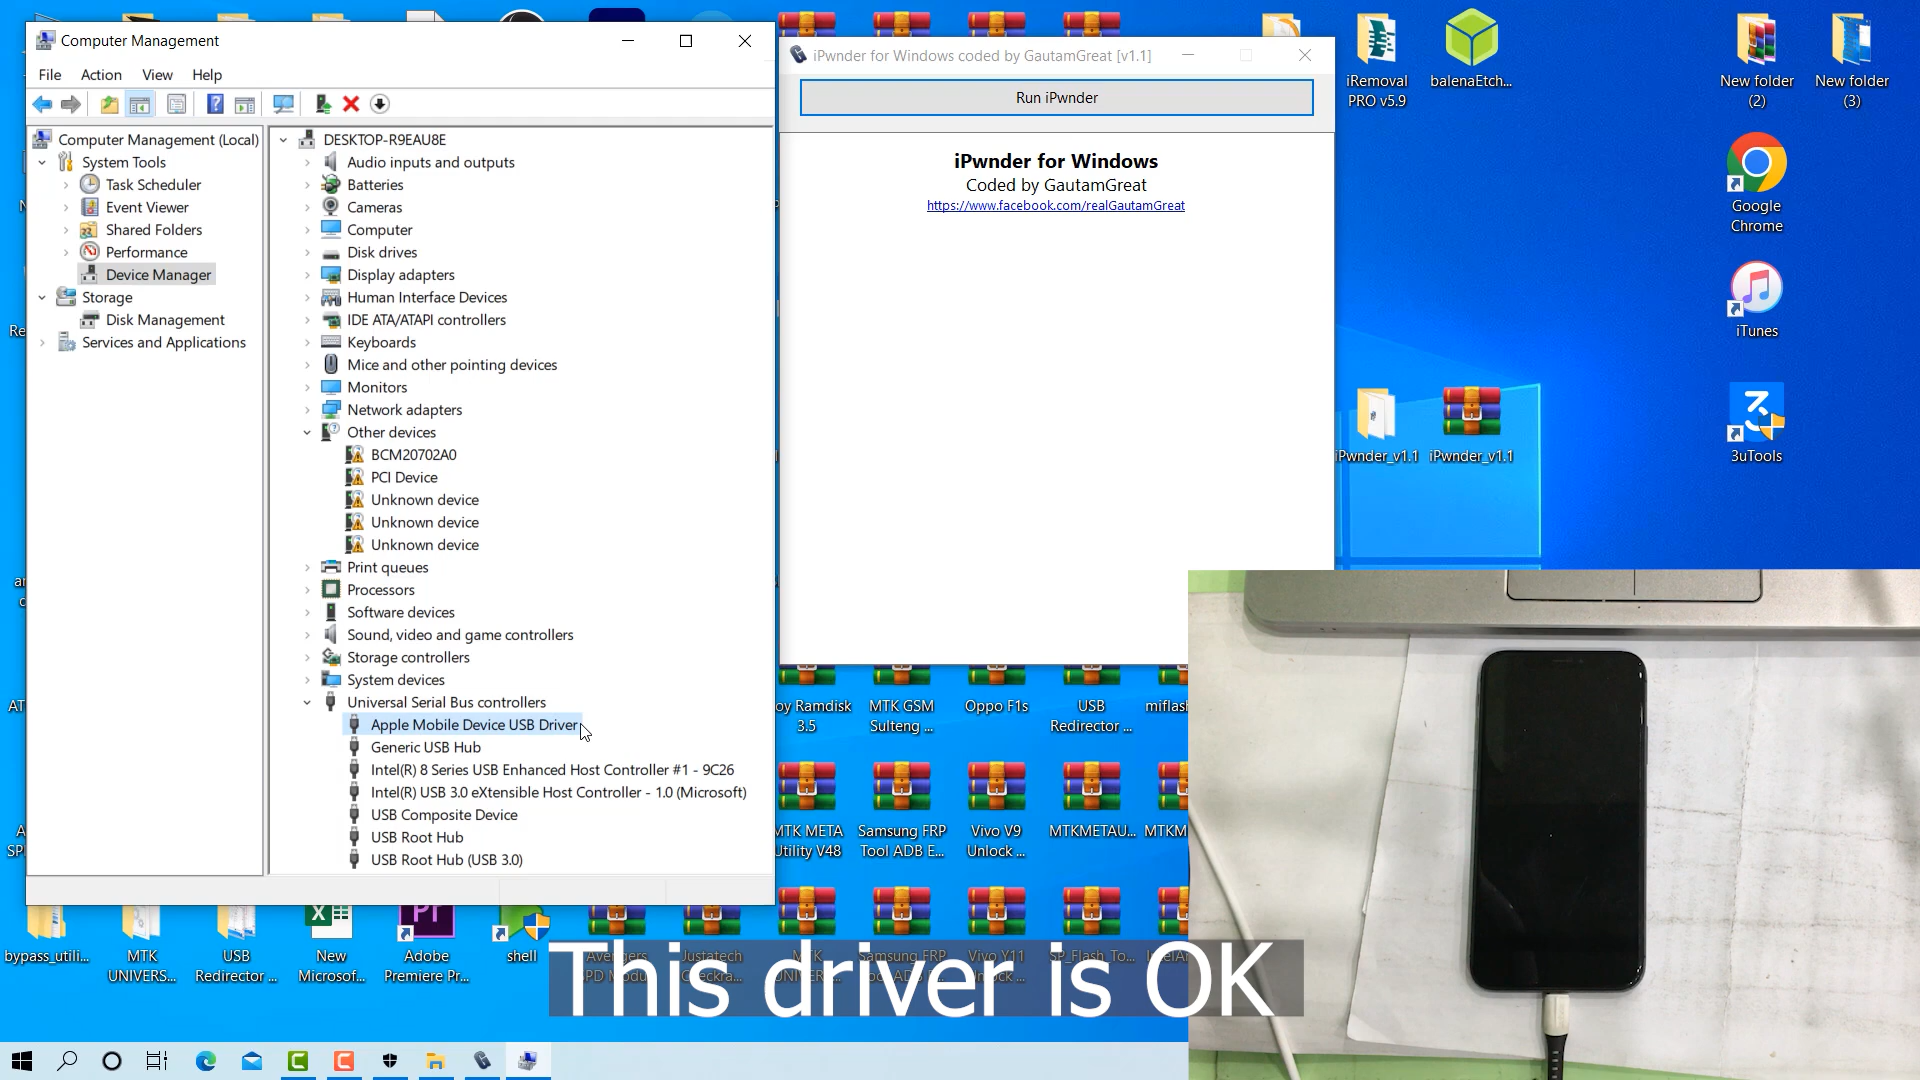 Computer Management
File Action View Help
Computer Management (Local)
System Tools
Task Scheduler
Event Viewer
Shared Folders
Performance
Device Manager
Storage
Disk Management
Services and Applications
DESKTOP-R9EAU8E
Audio inputs and outputs
Batteries
Cameras
Computer
Disk drives
Display adapters
Human Interface Devices
IDE ATA/ATAPI controllers
Keyboards
Mice and other pointing devices
Monitors
Network adapters
Other devices
BCM20702A0
PCI Device
Unknown device
Unknown device
Unknown device
Print queues
Processors
Software devices
Sound, video and game controllers
Storage controllers
System devices
Universal Serial Bus controllers
Apple Mobile Device USB Driver
Generic USB Hub
Intel(R) 8 Series USB Enhanced Host Controller #1 - 9C26
Intel(R) USB 3.0 eXtensible Host Controller - 1.0 (Microsoft)
USB Composite Device
USB Root Hub
USB Root Hub (USB 3.0)
iPwnder for Windows coded by GautamGreat [v1.1]
Run iPwnder
iPwnder for Windows
Coded by GautamGreat
https://www.facebook.com/realGautamGreat
iRemoval
PRO v5.9
balenaEtch...
New folder
(2)
New folder
(3)
Google
Chrome
iTunes
iPwnder_v1.1
iPwnder_v1.1
3uTools
oy Ramdisk
3.5
MTK GSM
Sulteng ...
Oppo F1s
USB
Redirector ...
miflash
MTK META
Utility V48
Samsung FRP
Tool ADB E...
Vivo V9
Unlock ...
MTKMETAU...
MTKM
bypass_utili...
MTK
UNIVERS...
USB
Redirector ...
New
Microsof...
Adobe
Premiere Pr...
shell
This driver is OK